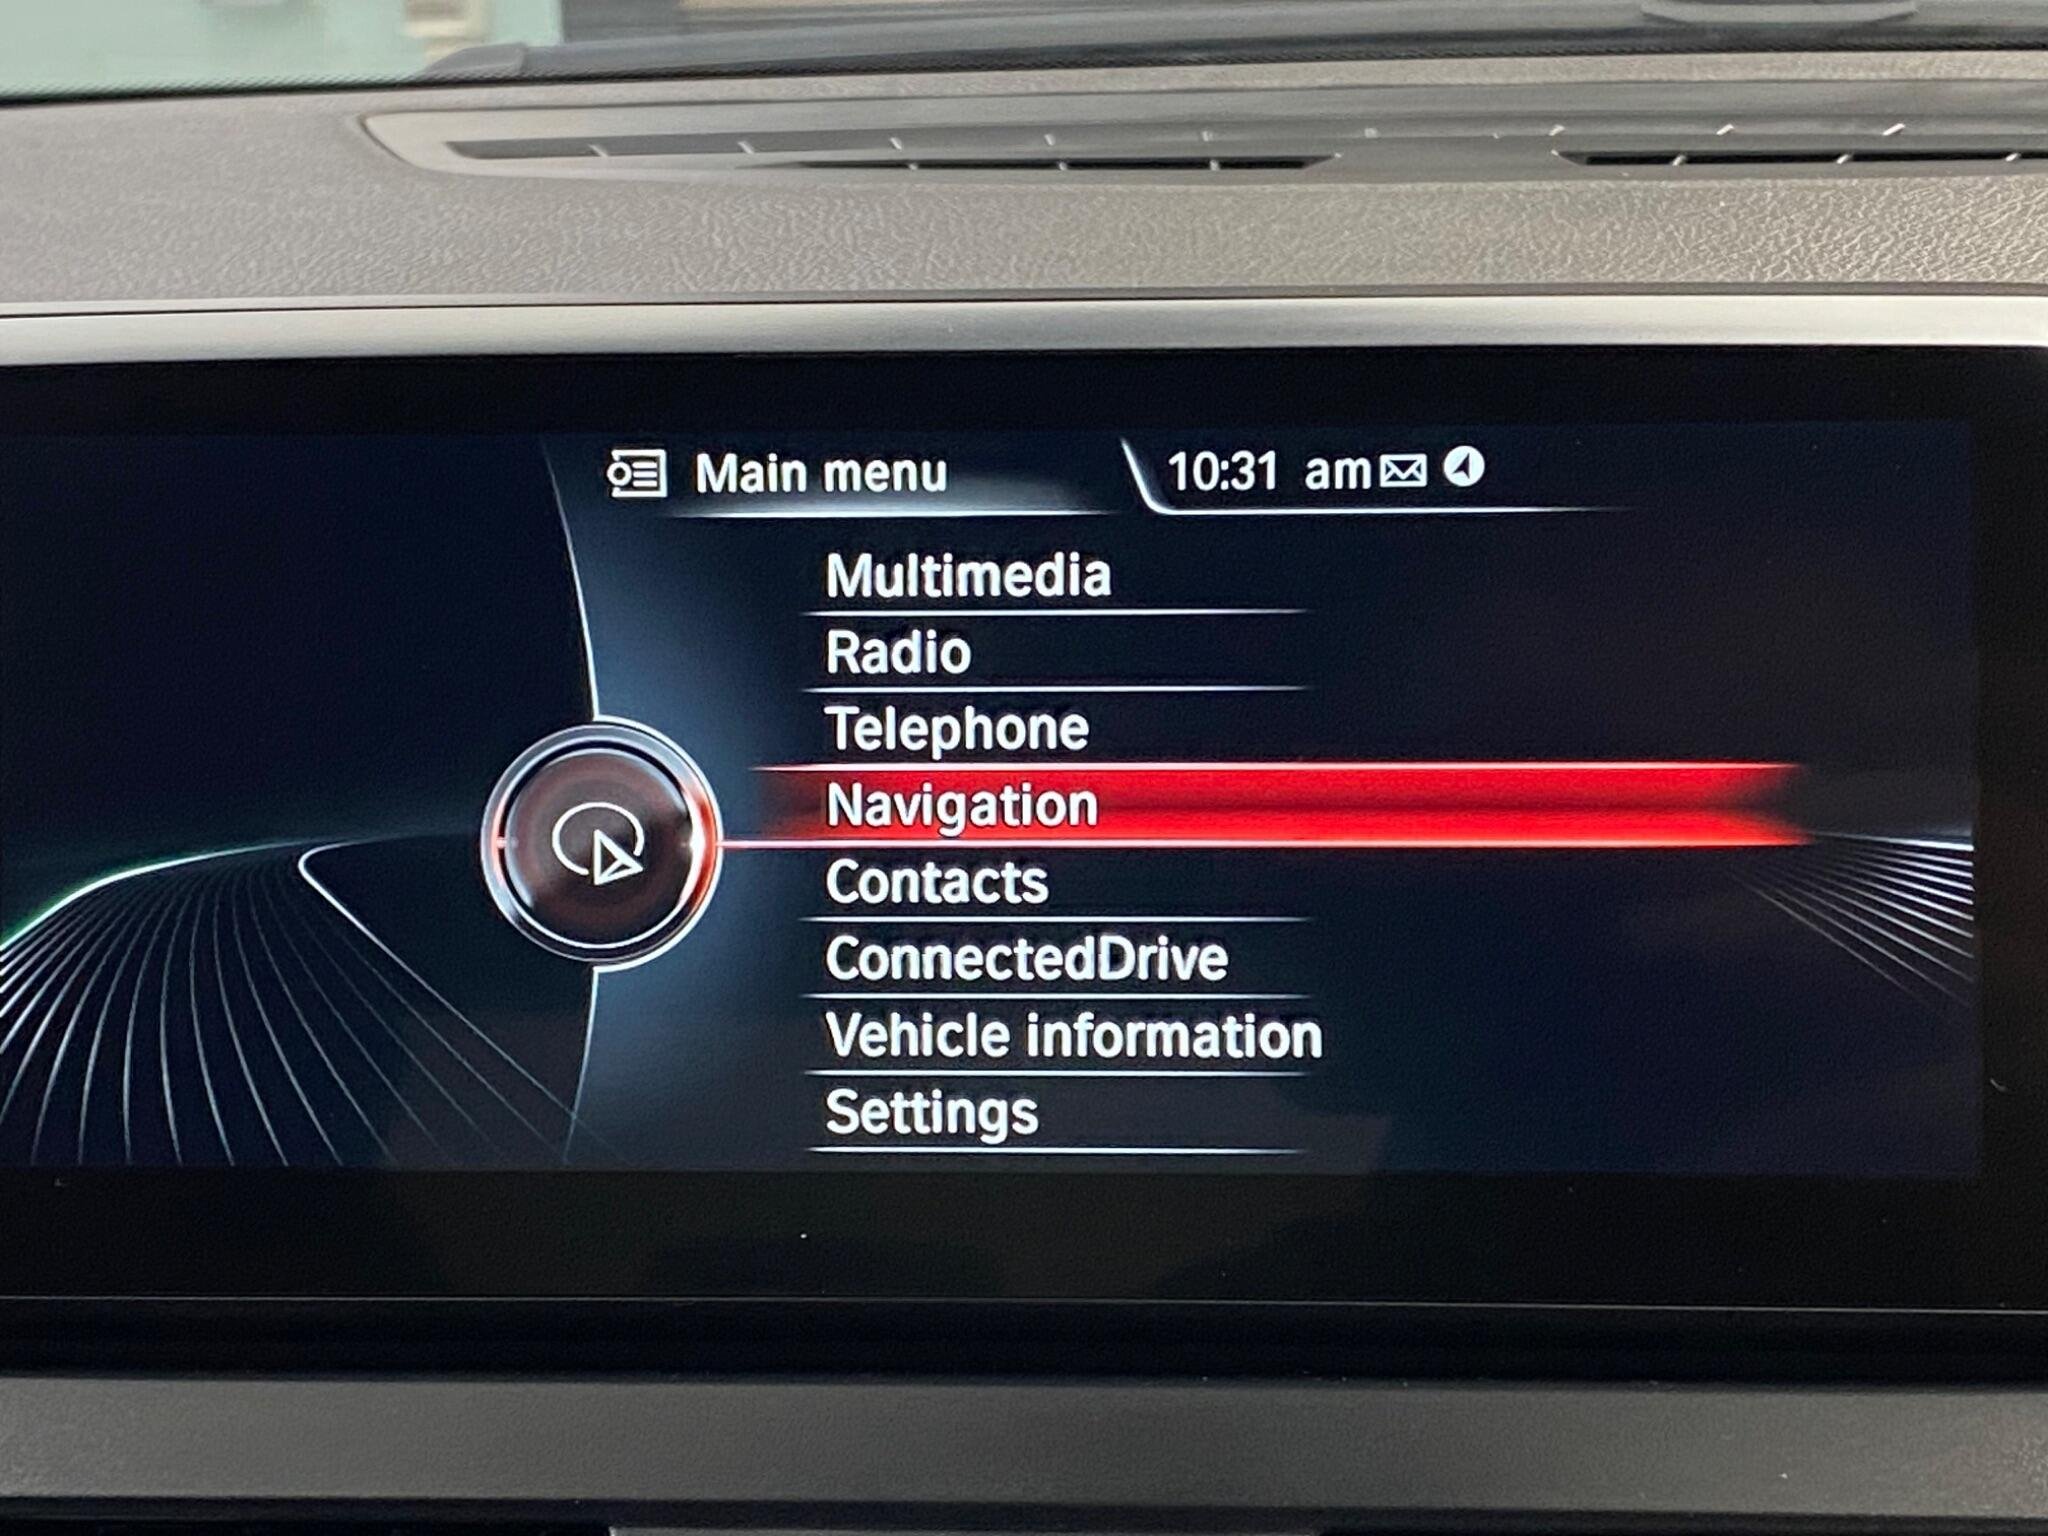 Main menu
10:31 am
Multimedia
Radio
Telephone
Navigation
Contacts
ConnectedDrive
Vehicle information
Settings